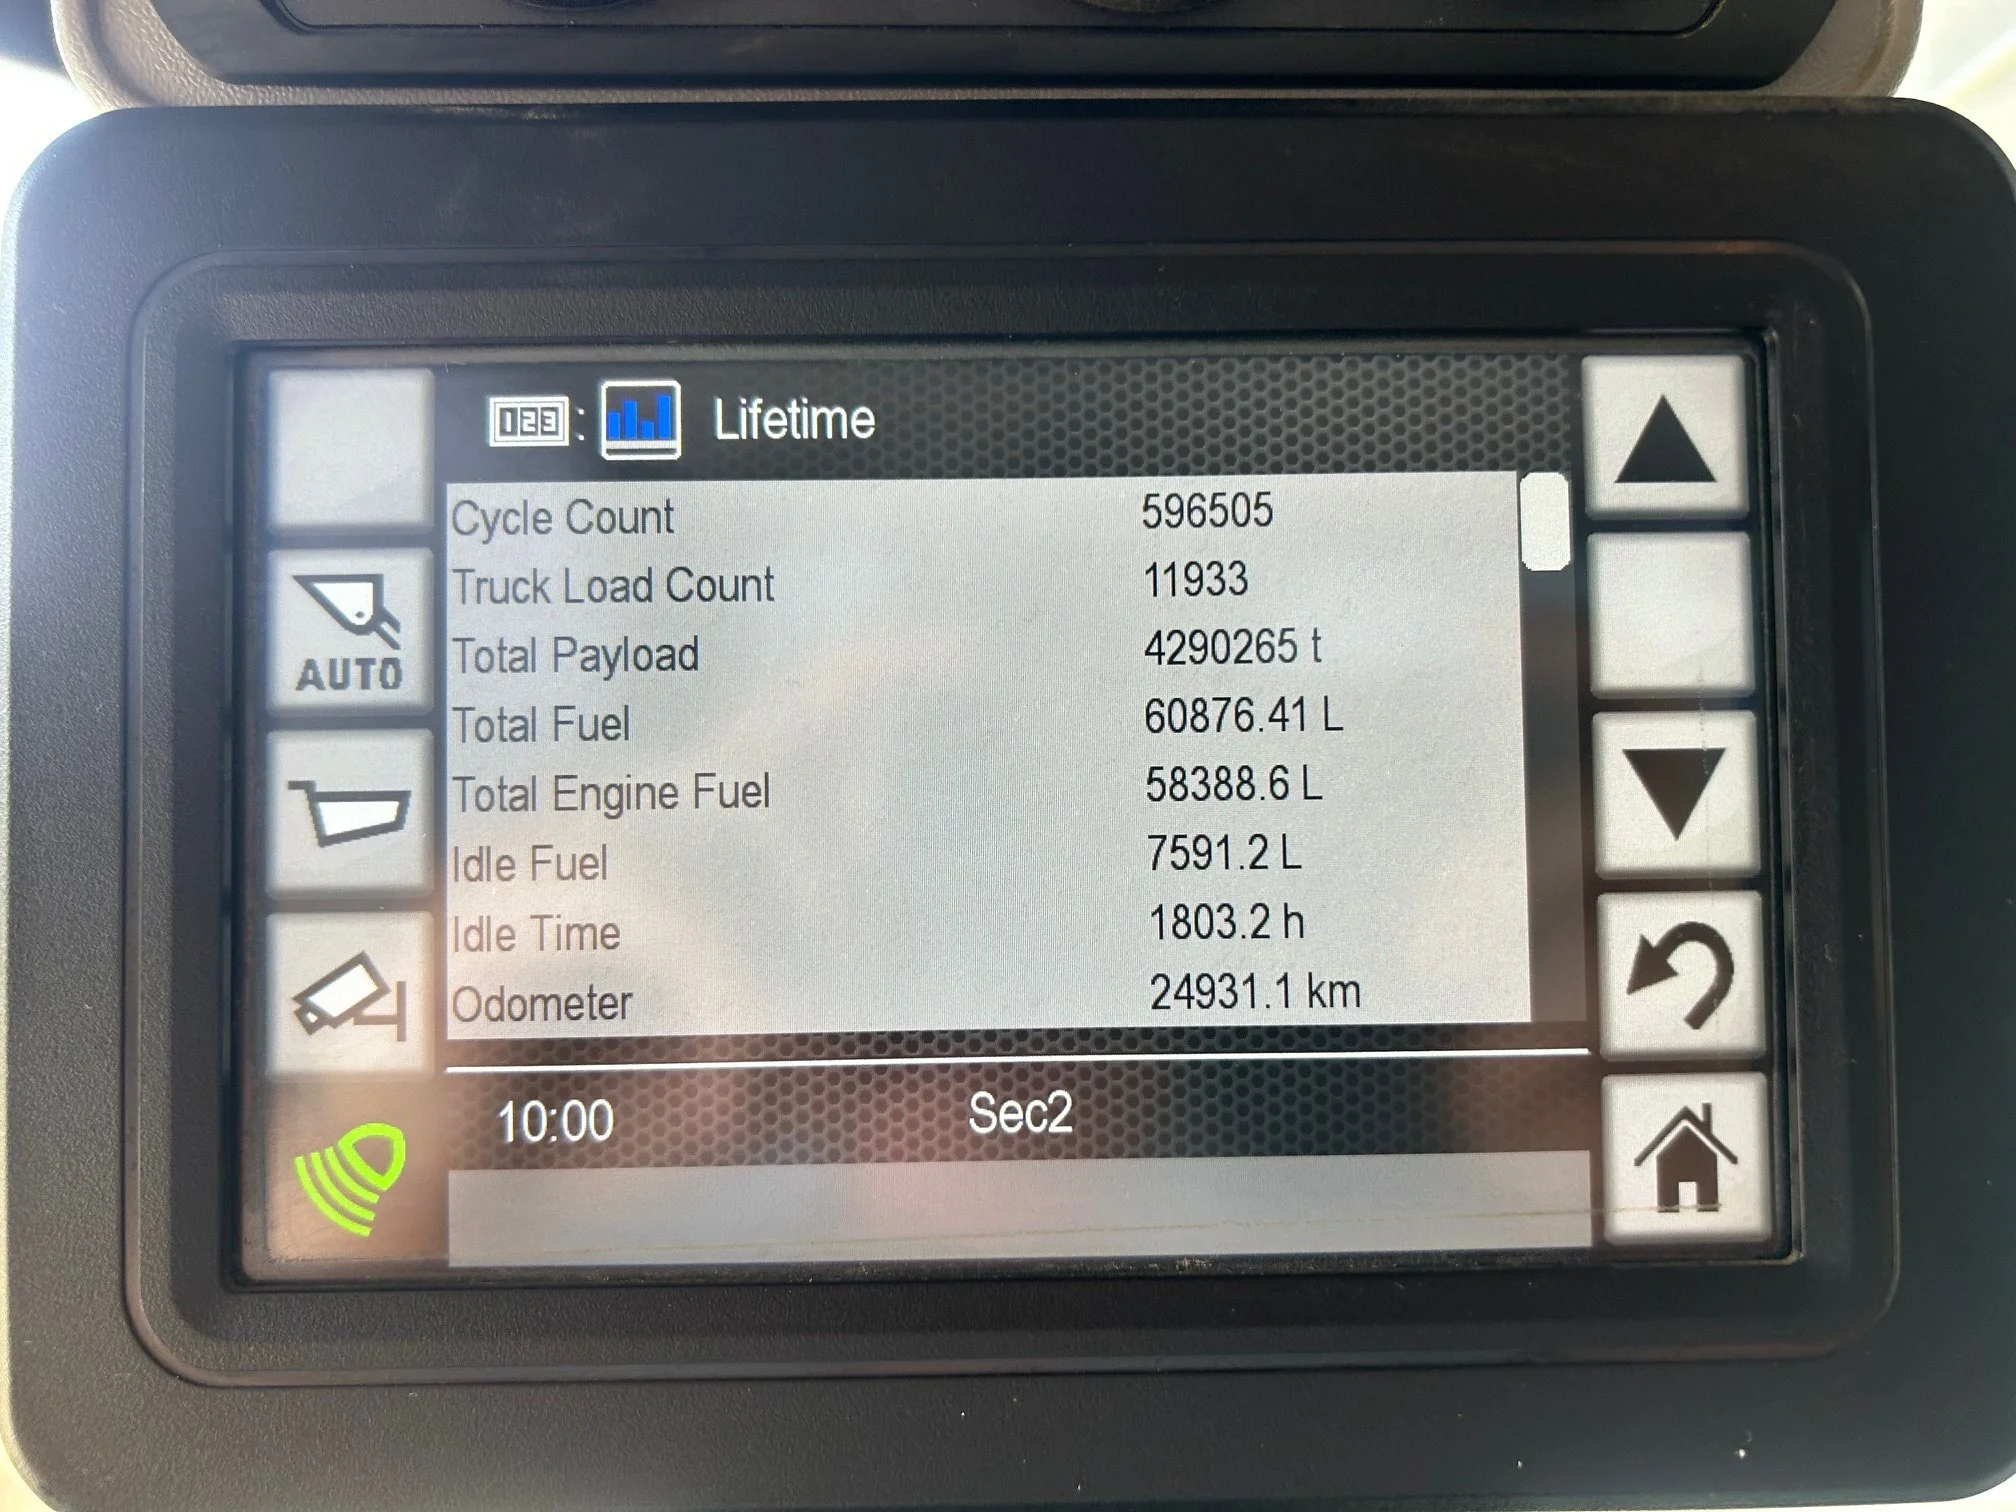 123 : Lifetime
Cycle Count 596505
Truck Load Count 11933
Total Payload 4290265 t
Total Fuel 60876.41 L
Total Engine Fuel 58388.6 L
Idle Fuel 7591.2 L
Idle Time 1803.2 h
Odometer 24931.1 km
AUTO
10:00 Sec2